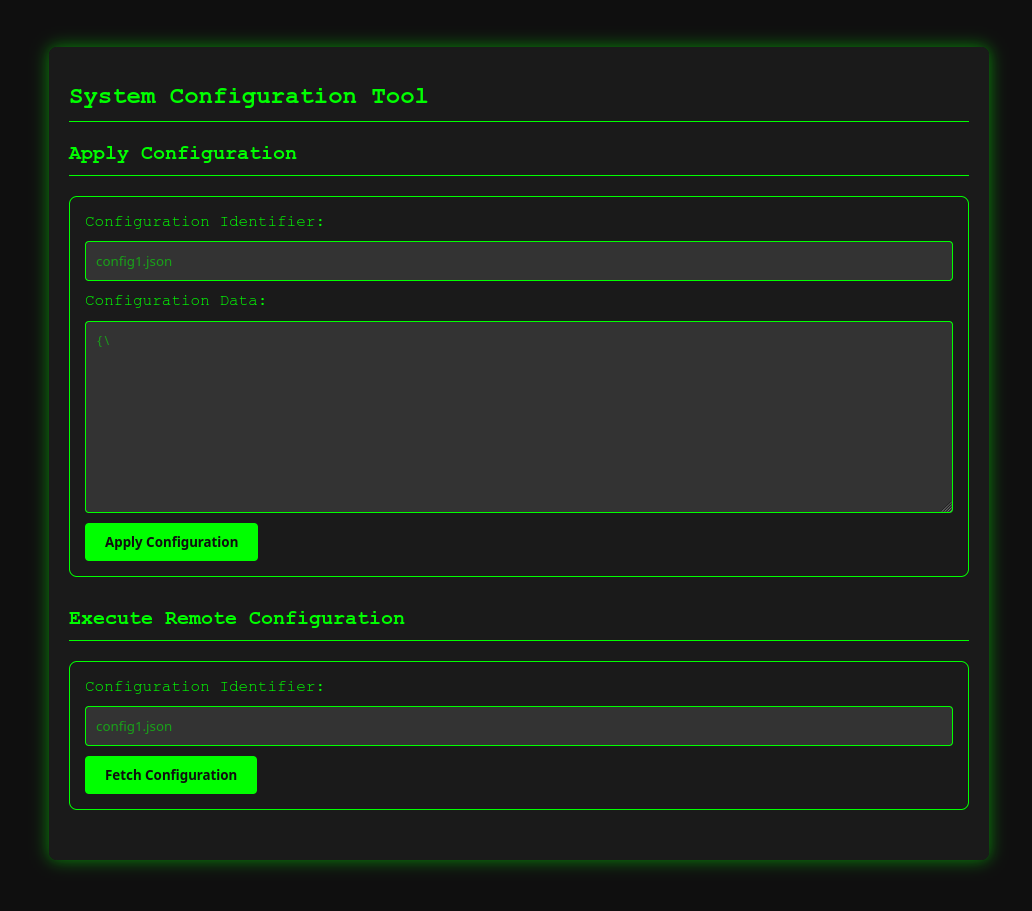 System Configuration Tool
Apply Configuration
Configuration Identifier:
config1.json
Configuration Data:
{\
Apply Configuration
Execute Remote Configuration
Configuration Identifier:
config1.json
Fetch Configuration